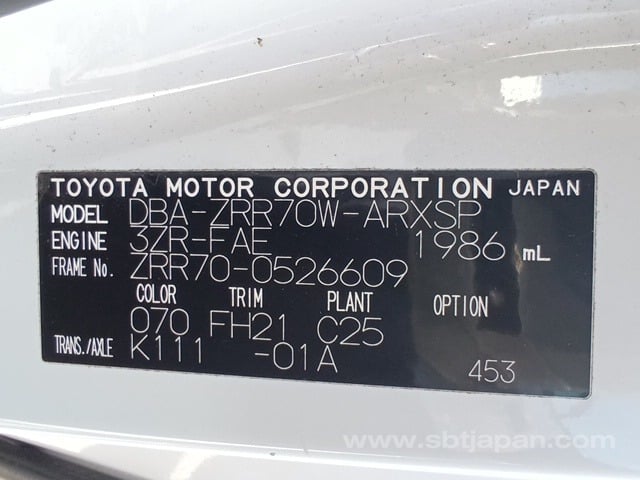 TOYOTA MOTOR CORPORATION JAPAN
MODEL DBA-ZRR70W-ARXSP
ENGINE 3ZR-FAE 1986 mL
FRAME No. ZRR70-0526609
COLOR TRIM PLANT OPTION
070 FH21 C25
TRANS./AXLE K111 -01A
453
www.sbtjapan.com